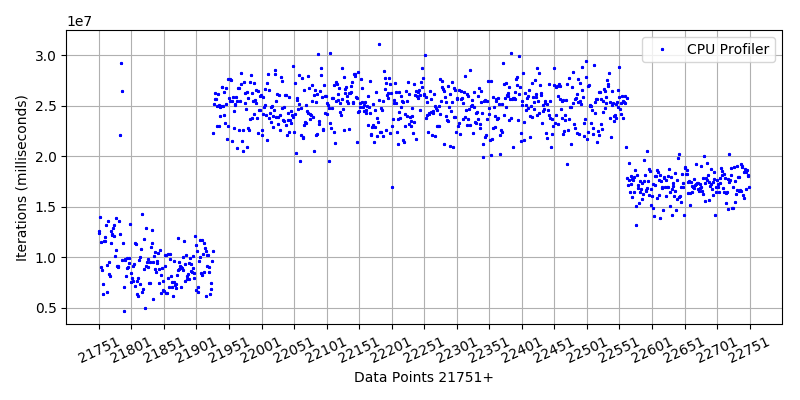 1e7
CPU Profiler
3.0
2.5
2.0
1.5
1.0
0.5
Iterations (milliseconds)
21751 21801 21851 21901 21951 22001 22051 22101 22151 22201 22251 22301 22351 22401 22451 22501 22551 22601 22651 22701 22751
Data Points 21751+